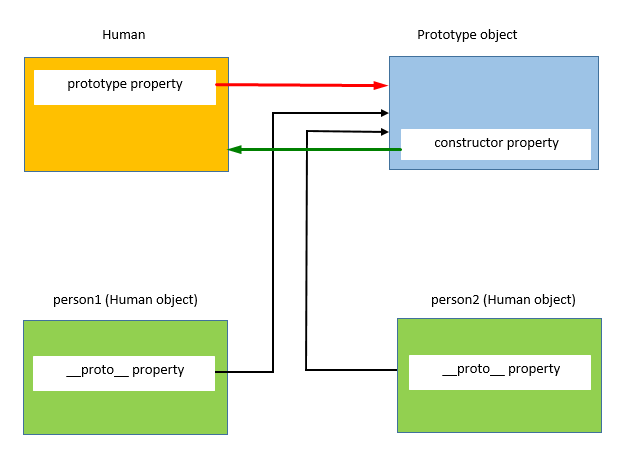 Human
Prototype object
prototype property
constructor property
person1 (Human object)
person2 (Human object)
__proto__ property
__proto__ property